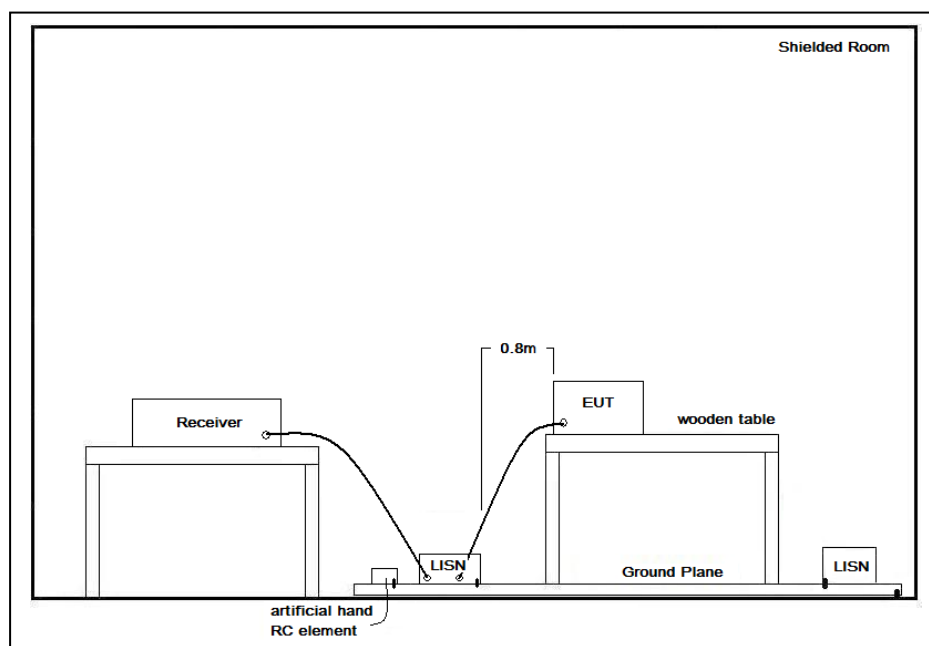 Shielded Room
0.8m
EUT
Receiver
wooden table
LISN
LISN
Ground Plane
artificial hand
RC element